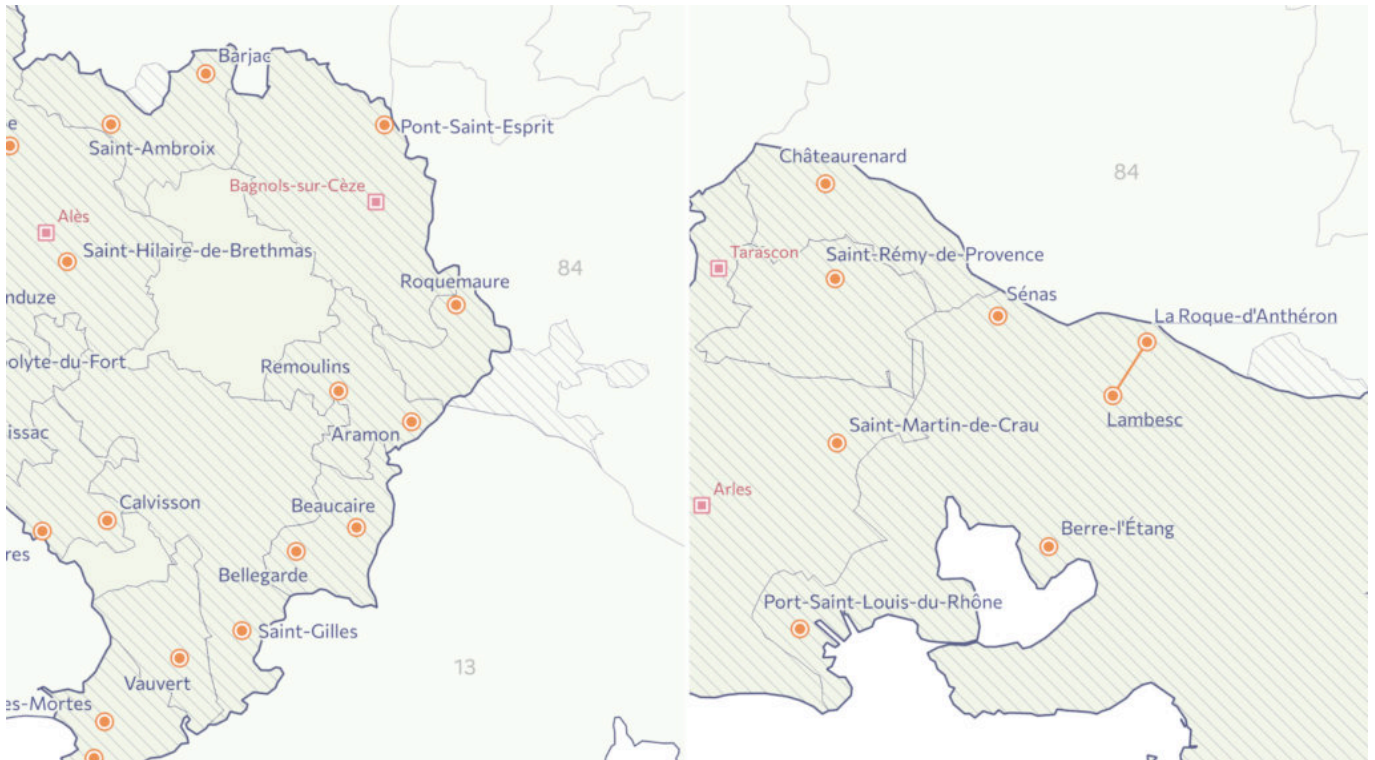 Barjac
Pont-Saint-Esprit
Saint-Ambroix
Bagnols-sur-Cèze
Alès
Saint-Hilaire-de-Brethmas
84
Roquemaure
nduze
olyte-du-Fort
Remoulins
Aramon
issac
Calvisson
Beaucaire
res
Bellegarde
Saint-Gilles
13
Vauvert
es-Mortes
Châteaurenard
84
Tarascon
Saint-Rémy-de-Provence
Sénas
La Roque-d'Anthéron
Lambesc
Saint-Martin-de-Crau
Arles
Berre-l'Étang
Port-Saint-Louis-du-Rhône